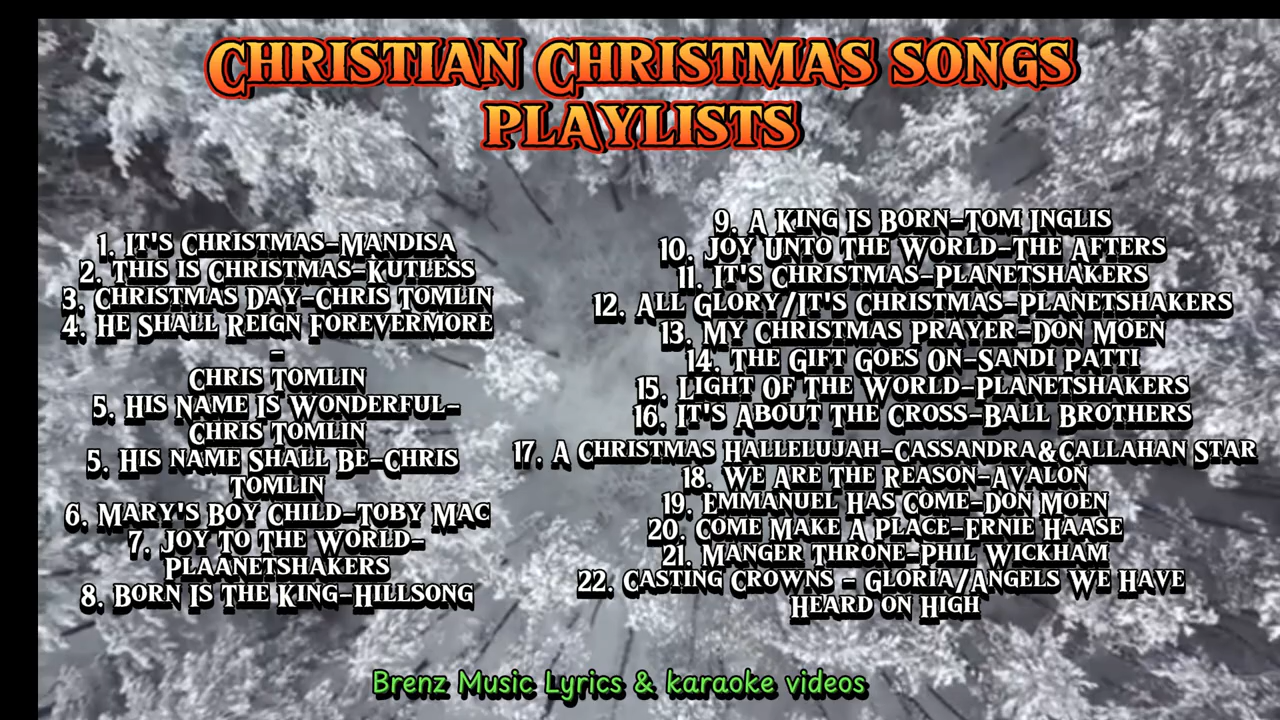 Christian Christmas songs
playlists
1. It's Christmas-Mandisa
2. This is Christmas-Kutless
3. Christmas Day-Chris Tomlin
4. He Shall Reign Forevermore
-
Chris Tomlin
5. His Name Is Wonderful-
Chris Tomlin
5. His name Shall Be-Chris
Tomlin
6. Mary's Boy Child-Toby Mac
7. Joy To The World-
Plaanetshakers
8. Born Is The King-Hillsong
9. A King Is Born-Tom Inglis
10. Joy Unto The World-The Afters
11. It's Christmas-Planetshakers
12. All Glory/It's Christmas-Planetshakers
13. My Christmas Prayer-Don Moen
14. The Gift Goes On-Sandi Patti
15. Light Of The World-Planetshakers
16. It's About The Cross-Ball Brothers
17. A Christmas Hallelujah-Cassandra&Callahan Star
18. We Are The Reason-Avalon
19. Emmanuel Has Come-Don Moen
20. Come Make A Place-Ernie Haase
21. Manger Throne-Phil Wickham
22. Casting Crowns - Gloria/Angels We Have
Heard on High
Brenz Music Lyrics & karaoke videos